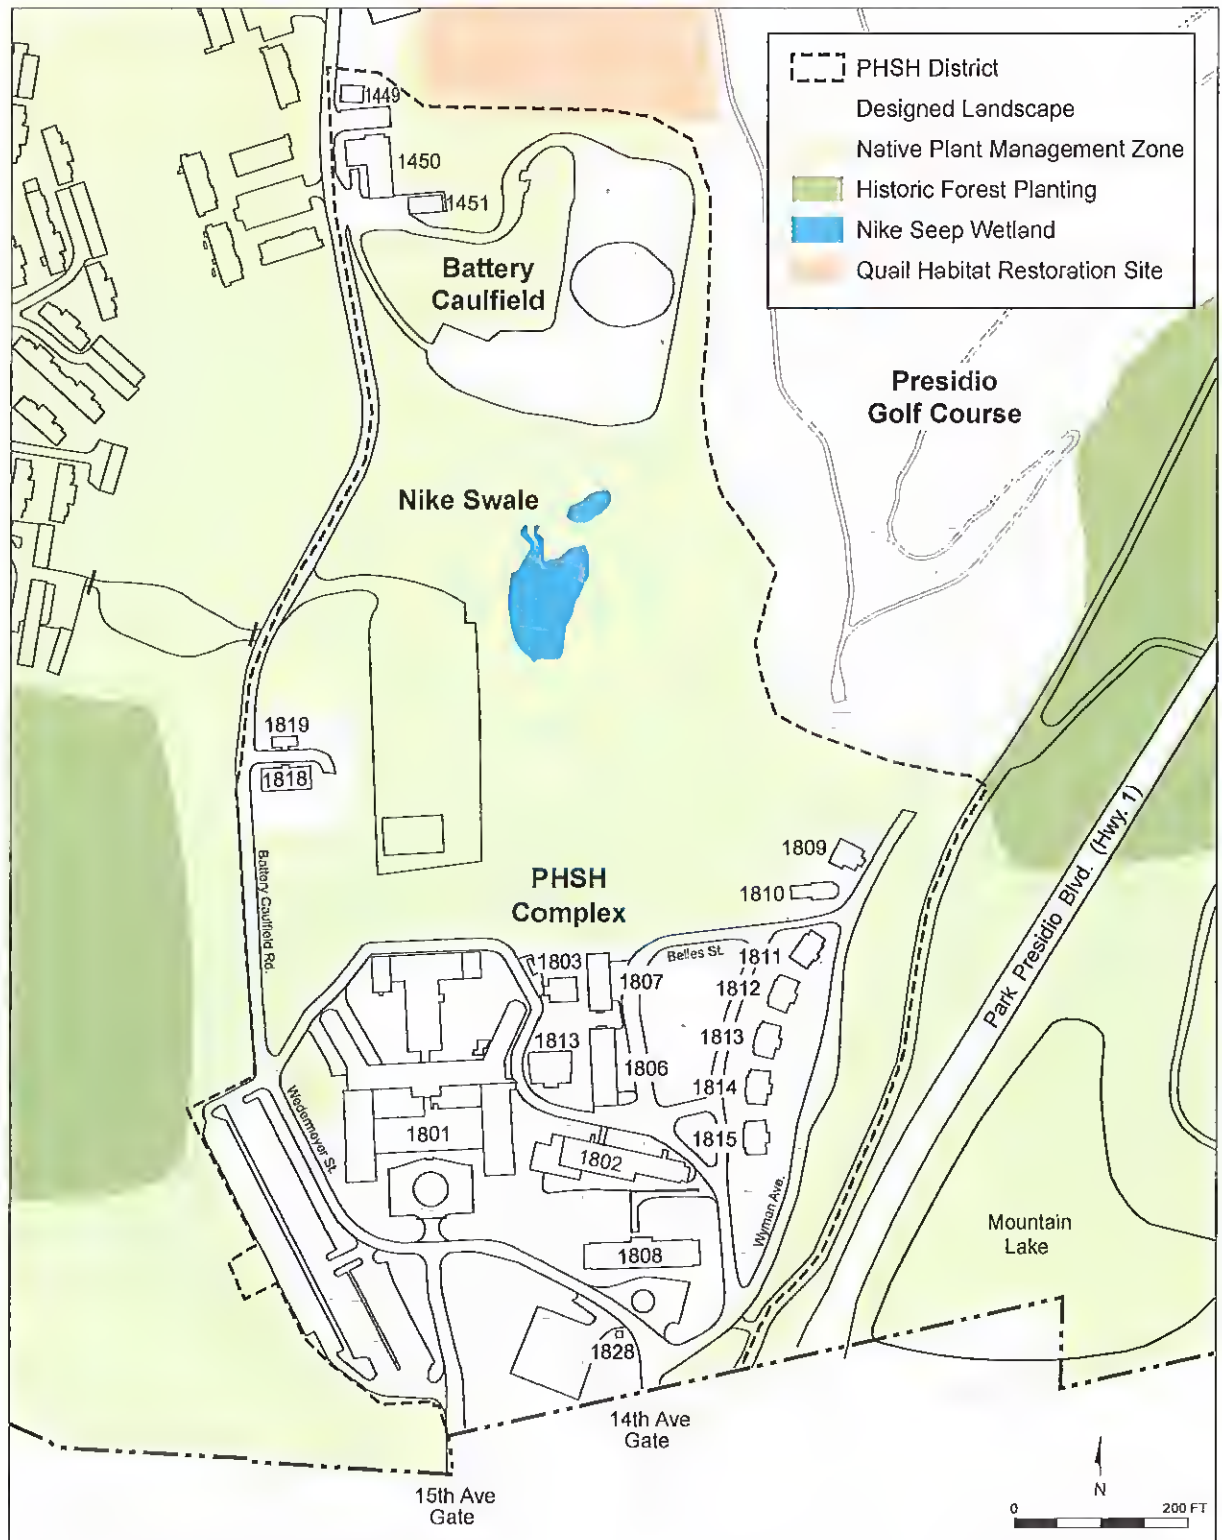 PHSH District
Designed Landscape
Native Plant Management Zone
Historic Forest Planting
Nike Seep Wetland
Quail Habitat Restoration Site
1449
1450
1451
Battery
Caulfield
Presidio
Golf Course
Nike Swale
1819
1818
Battery Caulfield Rd.
PHSH
Complex
1809
1810
Park Presidio Blvd. (Hwy. 1)
Belles St.
1811
1803
1807
1812
1813
1813
1806
1814
Wedermeyer St.
1801
1815
1802
Wyman Ave.
Mountain
Lake
1808
1828
14th Ave
Gate
15th Ave
Gate
N
0 200 FT